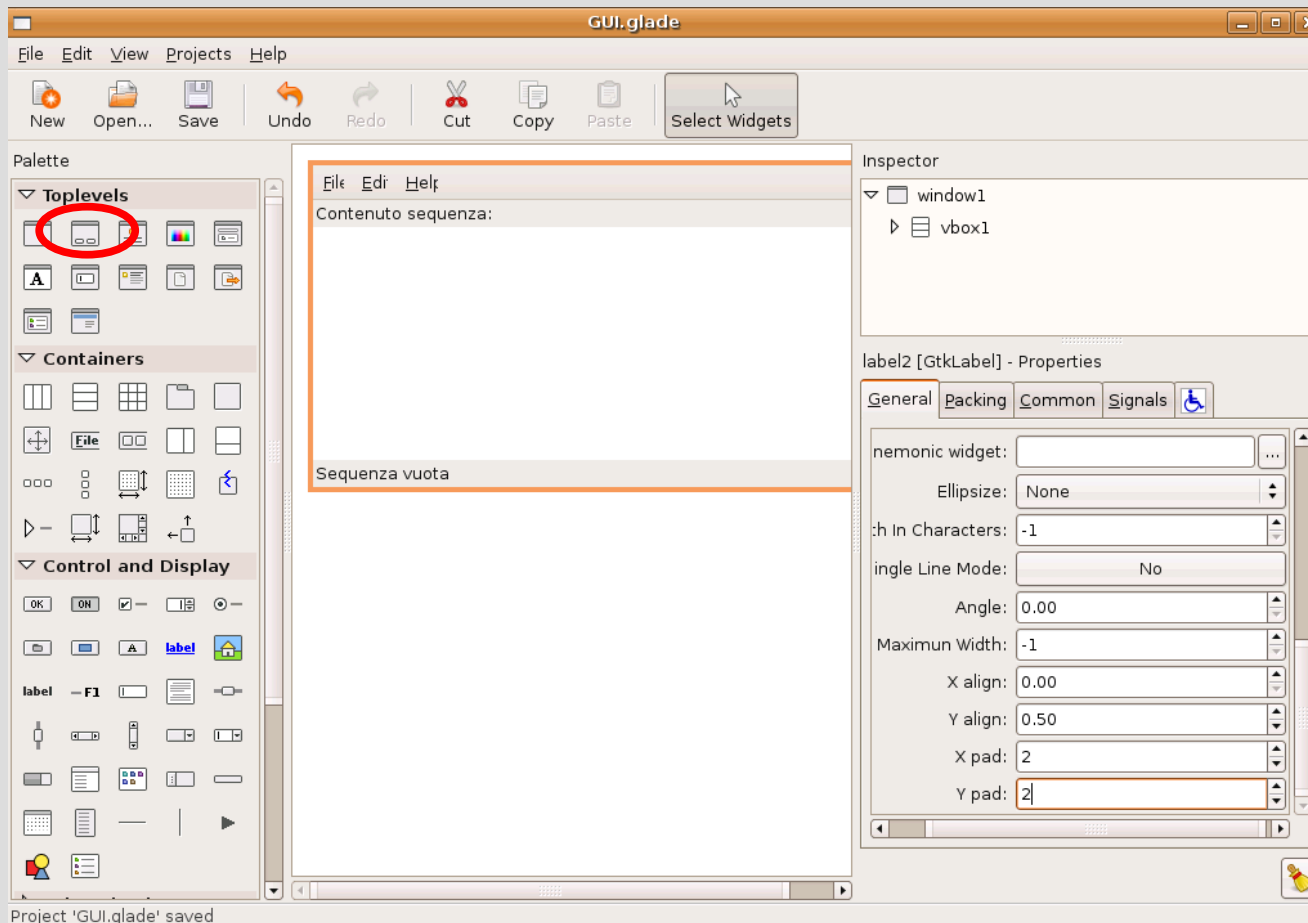 GUI.glade
File Edit View Projects Help
New Open... Save Undo Redo Cut Copy Paste Select Widgets
Palette
Toplevels
A
Containers
File
Control and Display
OK ON
A label
label F1
File Edi Help
Contenuto sequenza:
Sequenza vuota
Inspector
window1
vbox1
label2 [GtkLabel] - Properties
General Packing Common Signals
nemonic widget: ...
Ellipsize: None
th In Characters: -1
ingle Line Mode: No
Angle: 0.00
Maximun Width: -1
X align: 0.00
Y align: 0.50
X pad: 2
Y pad: 2
Project 'GUI.glade' saved